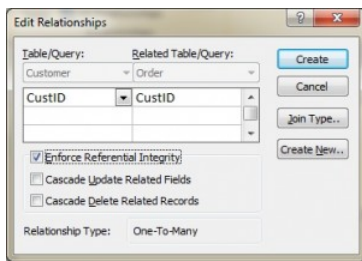 Edit Relationships
Table/Query: Related Table/Query:
Customer Order
CustID CustID
Enforce Referential Integrity
Cascade Update Related Fields
Cascade Delete Related Records
Relationship Type: One-To-Many
Create
Cancel
Join Type..
Create New..